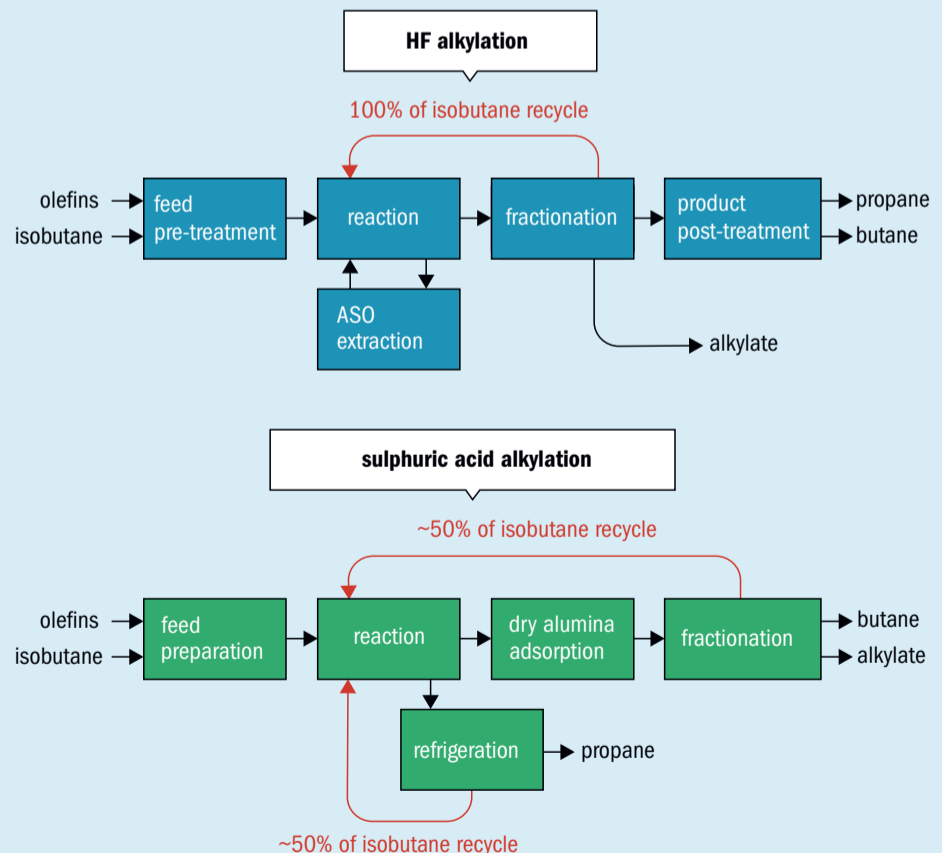 HF alkylation
100% of isobutane recycle
olefins
isobutane
feed
pre-treatment
reaction
fractionation
product
post-treatment
propane
butane
ASO
extraction
alkylate
sulphuric acid alkylation
~50% of isobutane recycle
olefins
isobutane
feed
preparation
reaction
dry alumina
adsorption
fractionation
butane
alkylate
refrigeration
propane
~50% of isobutane recycle